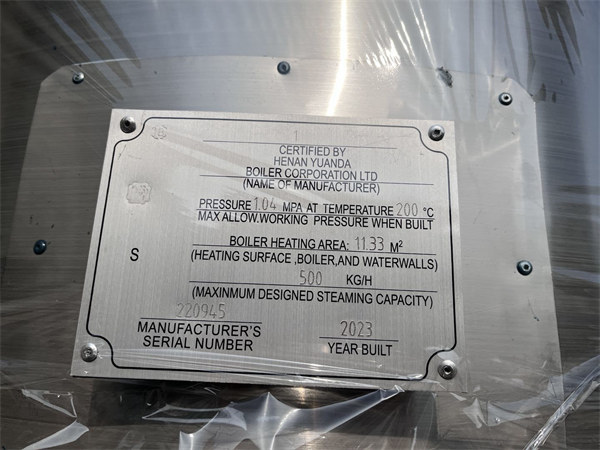 1
CERTIFIED BY
HENAN YUANDA
BOILER CORPORATION LTD
(NAME OF MANUFACTURER)
PRESSURE 1.04 MPA AT TEMPERATURE 200 °C
MAX ALLOW.WORKING PRESSURE WHEN BUILT
BOILER HEATING AREA: 11.33 M²
S
(HEATING SURFACE ,BOILER,AND WATERWALLS)
500 KG/H
(MAXINMUM DESIGNED STEAMING CAPACITY)
220945
MANUFACTURER'S
SERIAL NUMBER
2023
YEAR BUILT